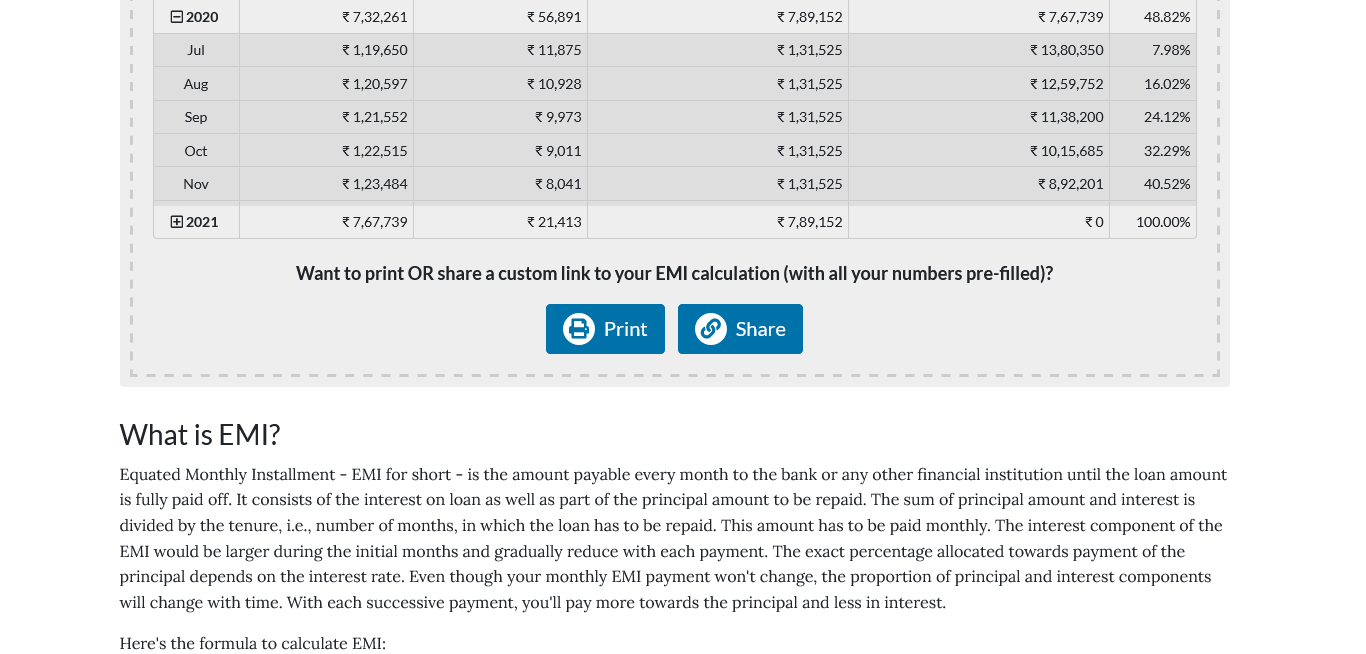 2020 ₹ 7,32,261 ₹ 56,891 ₹ 7,89,152 ₹ 7,67,739 48.82%
Jul ₹ 1,19,650 ₹ 11,875 ₹ 1,31,525 ₹ 13,80,350 7.98%
Aug ₹ 1,20,597 ₹ 10,928 ₹ 1,31,525 ₹ 12,59,752 16.02%
Sep ₹ 1,21,552 ₹ 9,973 ₹ 1,31,525 ₹ 11,38,200 24.12%
Oct ₹ 1,22,515 ₹ 9,011 ₹ 1,31,525 ₹ 10,15,685 32.29%
Nov ₹ 1,23,484 ₹ 8,041 ₹ 1,31,525 ₹ 8,92,201 40.52%
2021 ₹ 7,67,739 ₹ 21,413 ₹ 7,89,152 ₹ 0 100.00%
Want to print OR share a custom link to your EMI calculation (with all your numbers pre-filled)?
Print Share
What is EMI?
Equated Monthly Installment - EMI for short - is the amount payable every month to the bank or any other financial institution until the loan amount
is fully paid off. It consists of the interest on loan as well as part of the principal amount to be repaid. The sum of principal amount and interest is
divided by the tenure, i.e., number of months, in which the loan has to be repaid. This amount has to be paid monthly. The interest component of the
EMI would be larger during the initial months and gradually reduce with each payment. The exact percentage allocated towards payment of the
principal depends on the interest rate. Even though your monthly EMI payment won't change, the proportion of principal and interest components
will change with time. With each successive payment, you'll pay more towards the principal and less in interest.
Here's the formula to calculate EMI: